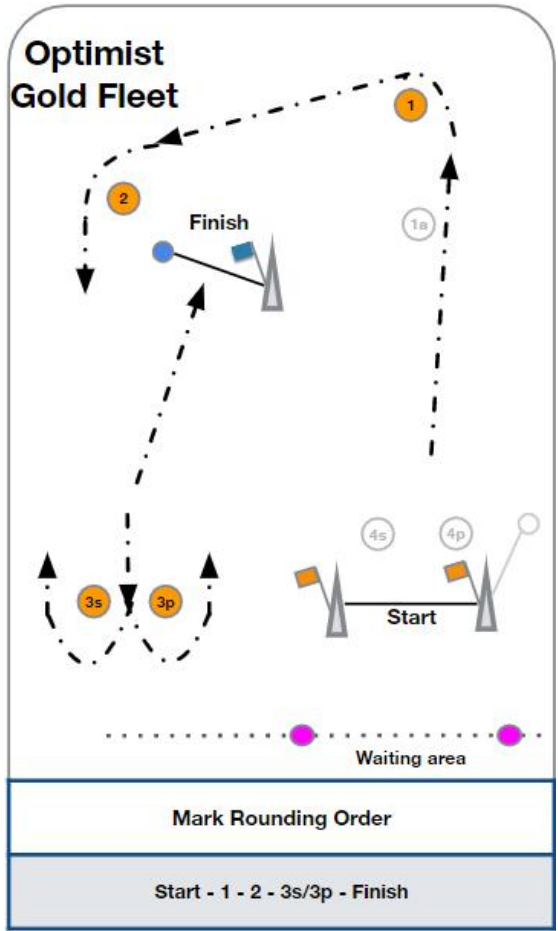 Optimist
Gold Fleet
1
2
Finish
1a
4s
4p
3s
3p
Start
Waiting area
Mark Rounding Order
Start - 1 - 2 - 3s/3p - Finish